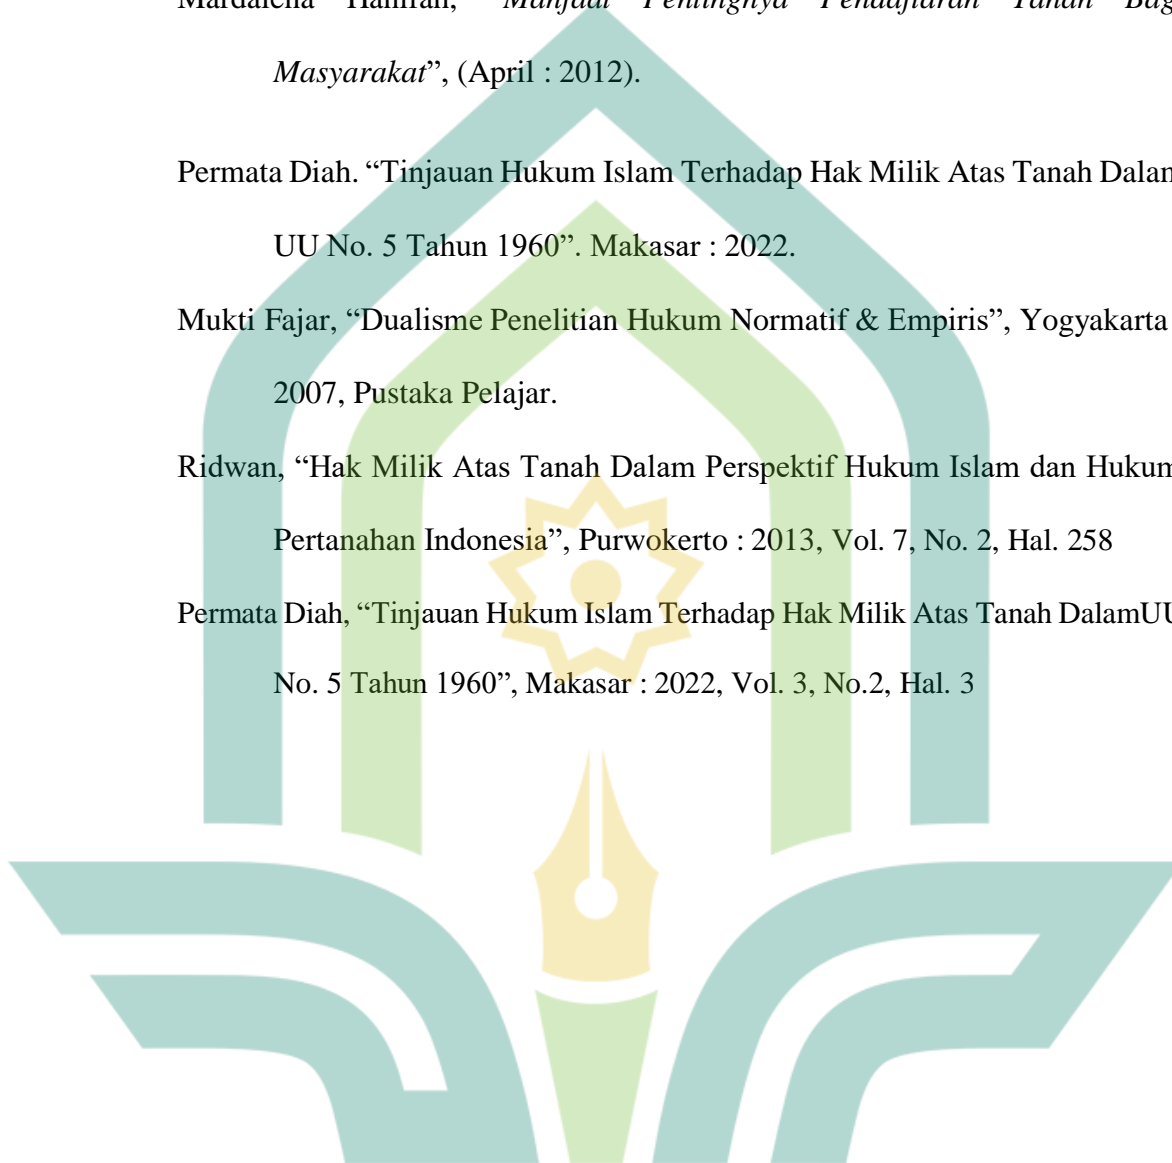 Masyarakat”, (April : 2012).
Permata Diah. “Tinjauan Hukum Islam Terhadap Hak Milik Atas Tanah Dalam
UU No. 5 Tahun 1960”. Makasar : 2022.
Mukti Fajar, “Dualisme Penelitian Hukum Normatif & Empiris”, Yogyakarta
2007, Pustaka Pelajar.
Ridwan, “Hak Milik Atas Tanah Dalam Perspektif Hukum Islam dan Hukum
Pertanahan Indonesia”, Purwokerto : 2013, Vol. 7, No. 2, Hal. 258
Permata Diah, “Tinjauan Hukum Islam Terhadap Hak Milik Atas Tanah DalamUU
No. 5 Tahun 1960”, Makasar : 2022, Vol. 3, No.2, Hal. 3